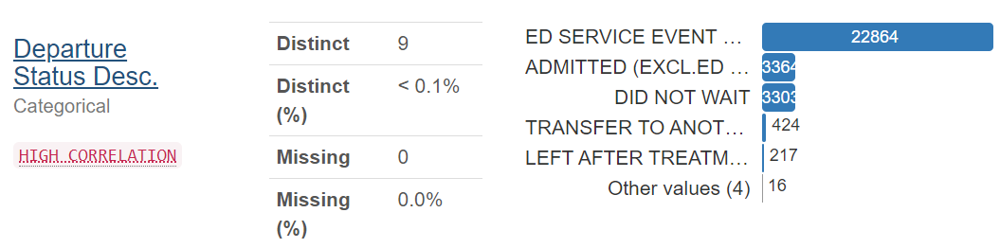 Departure
Status Desc.
Categorical
HIGH CORRELATION
Distinct 9
Distinct < 0.1%
(%)
Missing 0
Missing 0.0%
(%)
ED SERVICE EVENT ... 22864
ADMITTED (EXCL.ED ... 3364
DID NOT WAIT 3303
TRANSFER TO ANOT... 424
LEFT AFTER TREATM... 217
Other values (4) 16